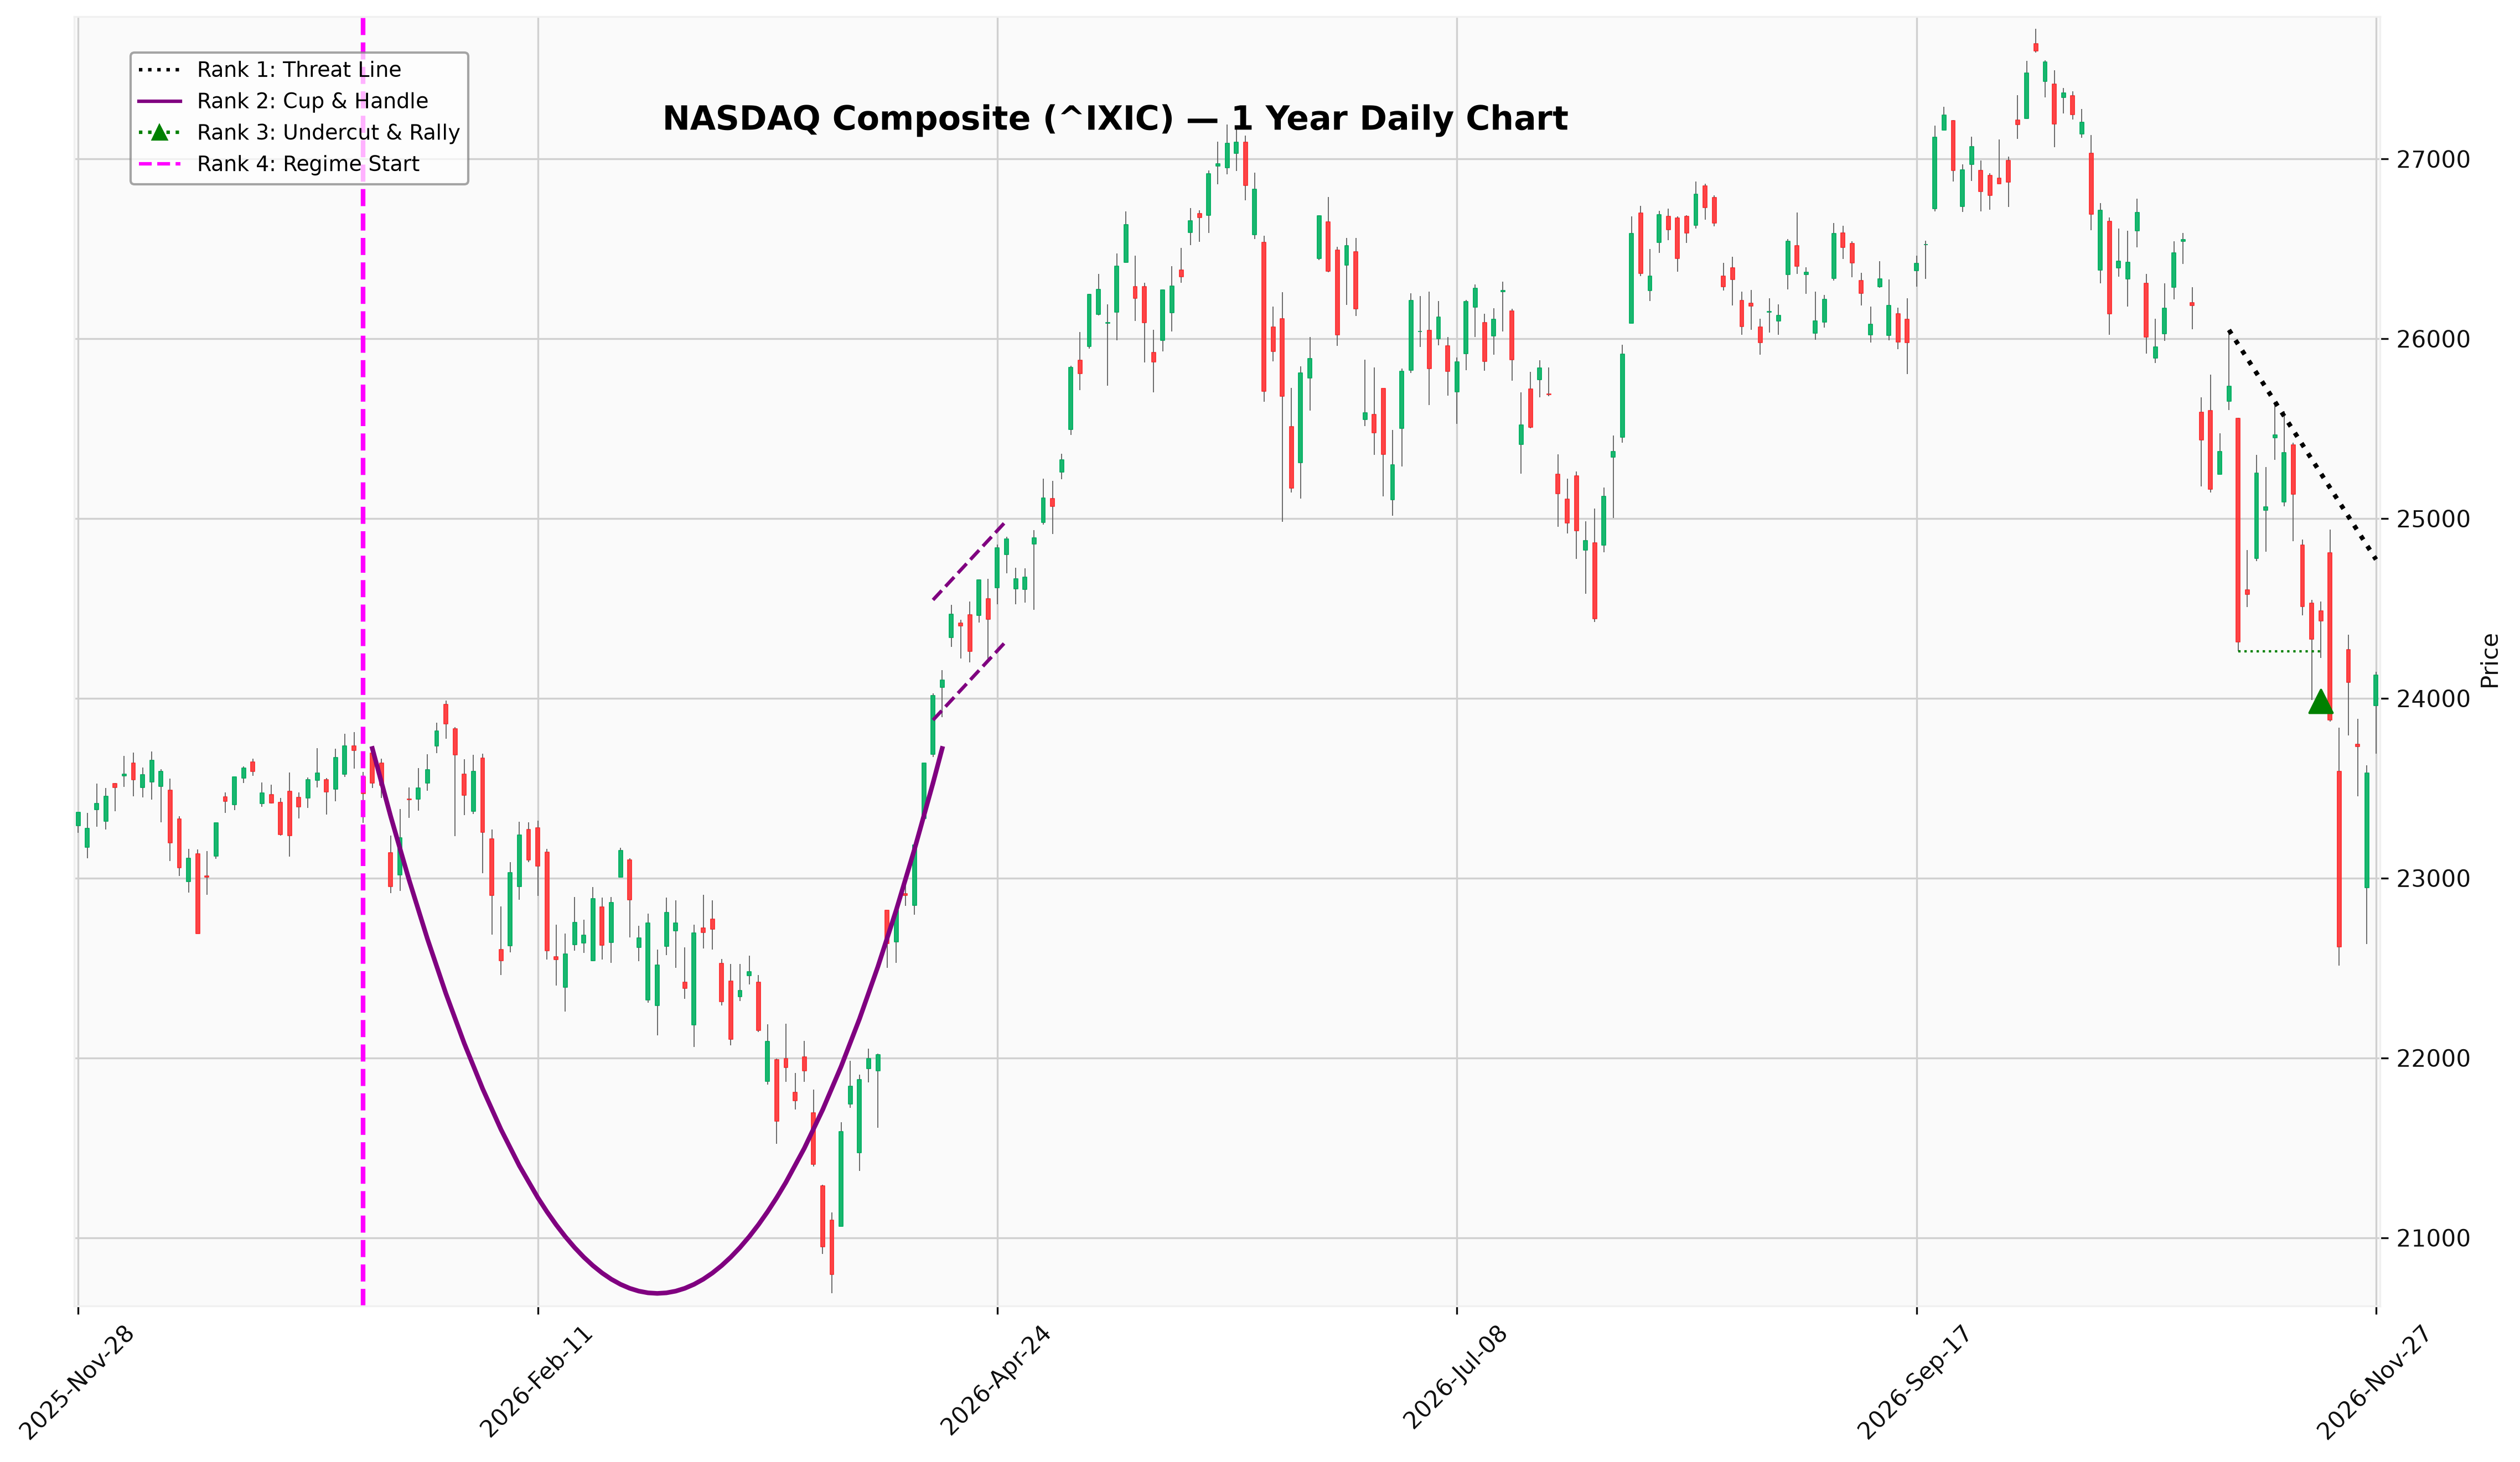 Rank 1: Threat Line
Rank 2: Cup & Handle
Rank 3: Undercut & Rally
Rank 4: Regime Start
NASDAQ Composite (^IXIC) — 1 Year Daily Chart
27000
26000
25000
24000
23000
22000
21000
Price
2025-Nov-28
2026-Feb-11
2026-Apr-24
2026-Jul-08
2026-Sep-17
2026-Nov-27